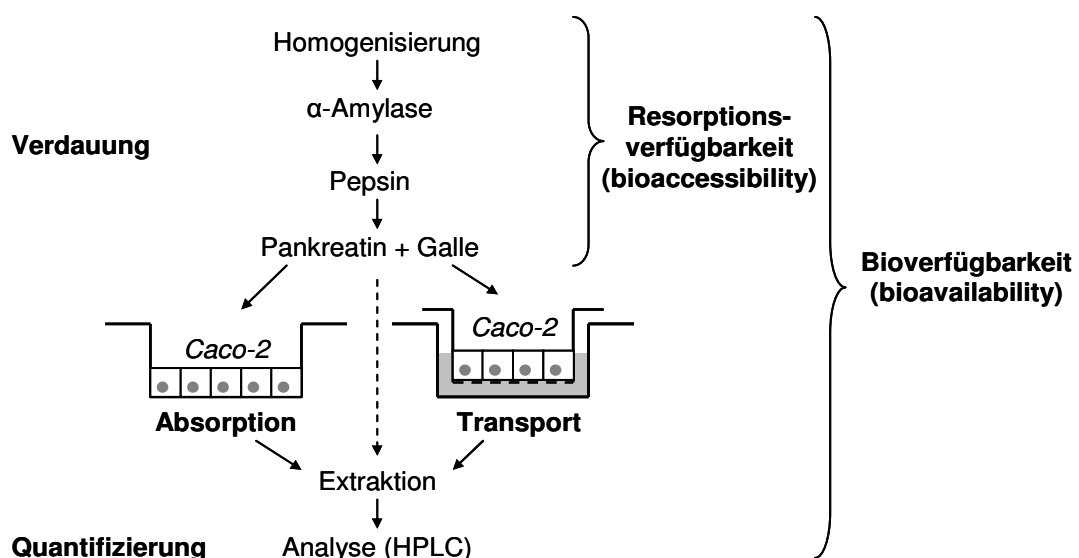 Homogenisierung
α-Amylase
Verdauung
Pepsin
Pankreatin + Galle
Resorptions-
verfügbarkeit
(bioaccessibility)
Bioverfügbarkeit
(bioavailability)
Caco-2
Caco-2
Absorption
Transport
Extraktion
Quantifizierung
Analyse (HPLC)